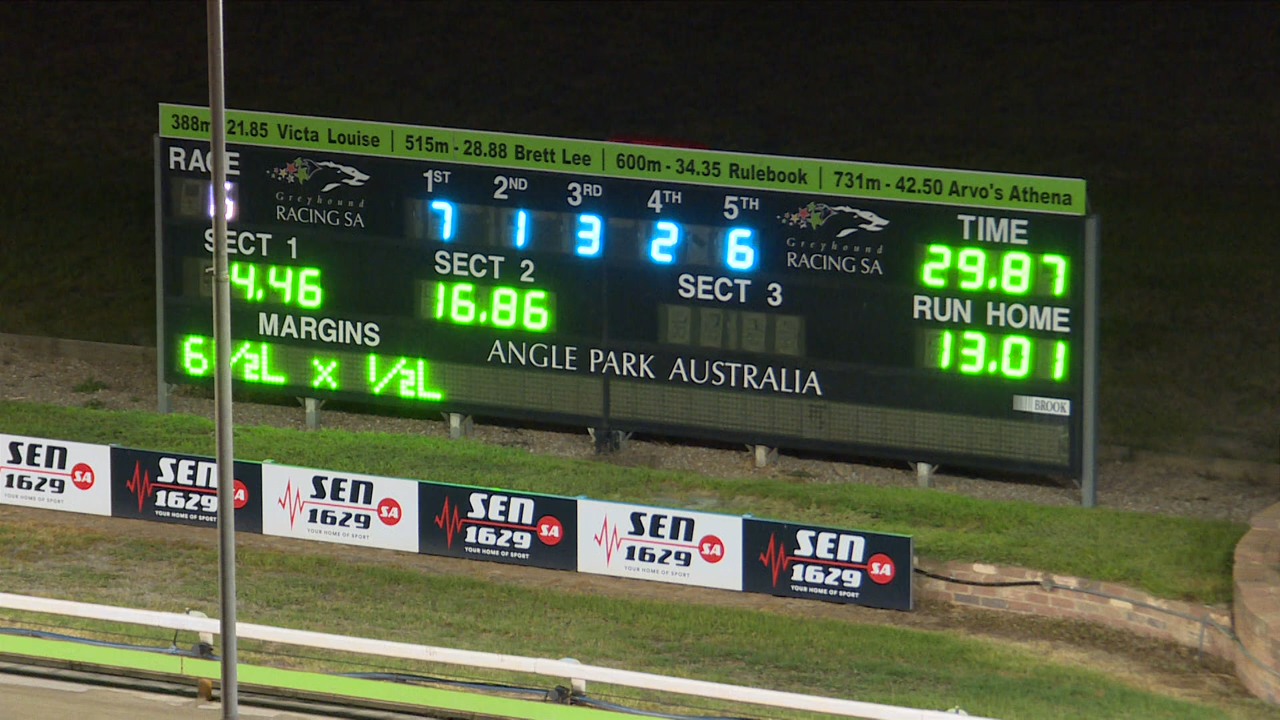 388m 21.85 Victa Louise | 515m - 28.88 Brett Lee | 600m - 34.35 Rulebook | 731m - 42.50 Arvo's Athena
RACE
Greyhound
RACING SA
1ST 2ND 3RD 4TH 5TH
7 1 3 2 6
Greyhound
RACING SA
TIME
29.87
SECT 1
4.46
SECT 2
16.86
SECT 3
RUN HOME
13.01
MARGINS
6 1/2L x 1/2L
ANGLE PARK AUSTRALIA
BROOK
SEN
1629
SA
YOUR HOME OF SPORT
SEN
1629
SA
YOUR HOME OF SPORT
SEN
1629
SA
YOUR HOME OF SPORT
SEN
1629
SA
YOUR HOME OF SPORT
SEN
1629
SA
YOUR HOME OF SPORT
SEN
1629
SA
YOUR HOME OF SPORT